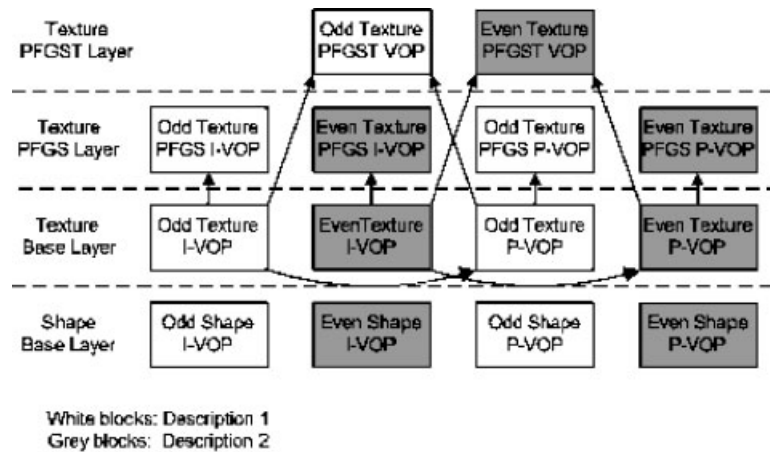 Texture
PFGST Layer
Odd Texture
PFGST VOP
Even Texture
PFGST VOP
Texture
PFGS Layer
Odd Texture
PFGS I-VOP
Even Texture
PFGS I-VOP
Odd Texture
PFGS P-VOP
Even Texture
PFGS P-VOP
Texture
Base Layer
Odd Texture
I-VOP
EvenTexture
I-VOP
Odd Texture
P-VOP
Even Texture
P-VOP
Shape
Base Layer
Odd Shape
I-VOP
Even Shape
I-VOP
Odd Shape
P-VOP
Even Shape
P-VOP
White blocks: Description 1
Grey blocks: Description 2